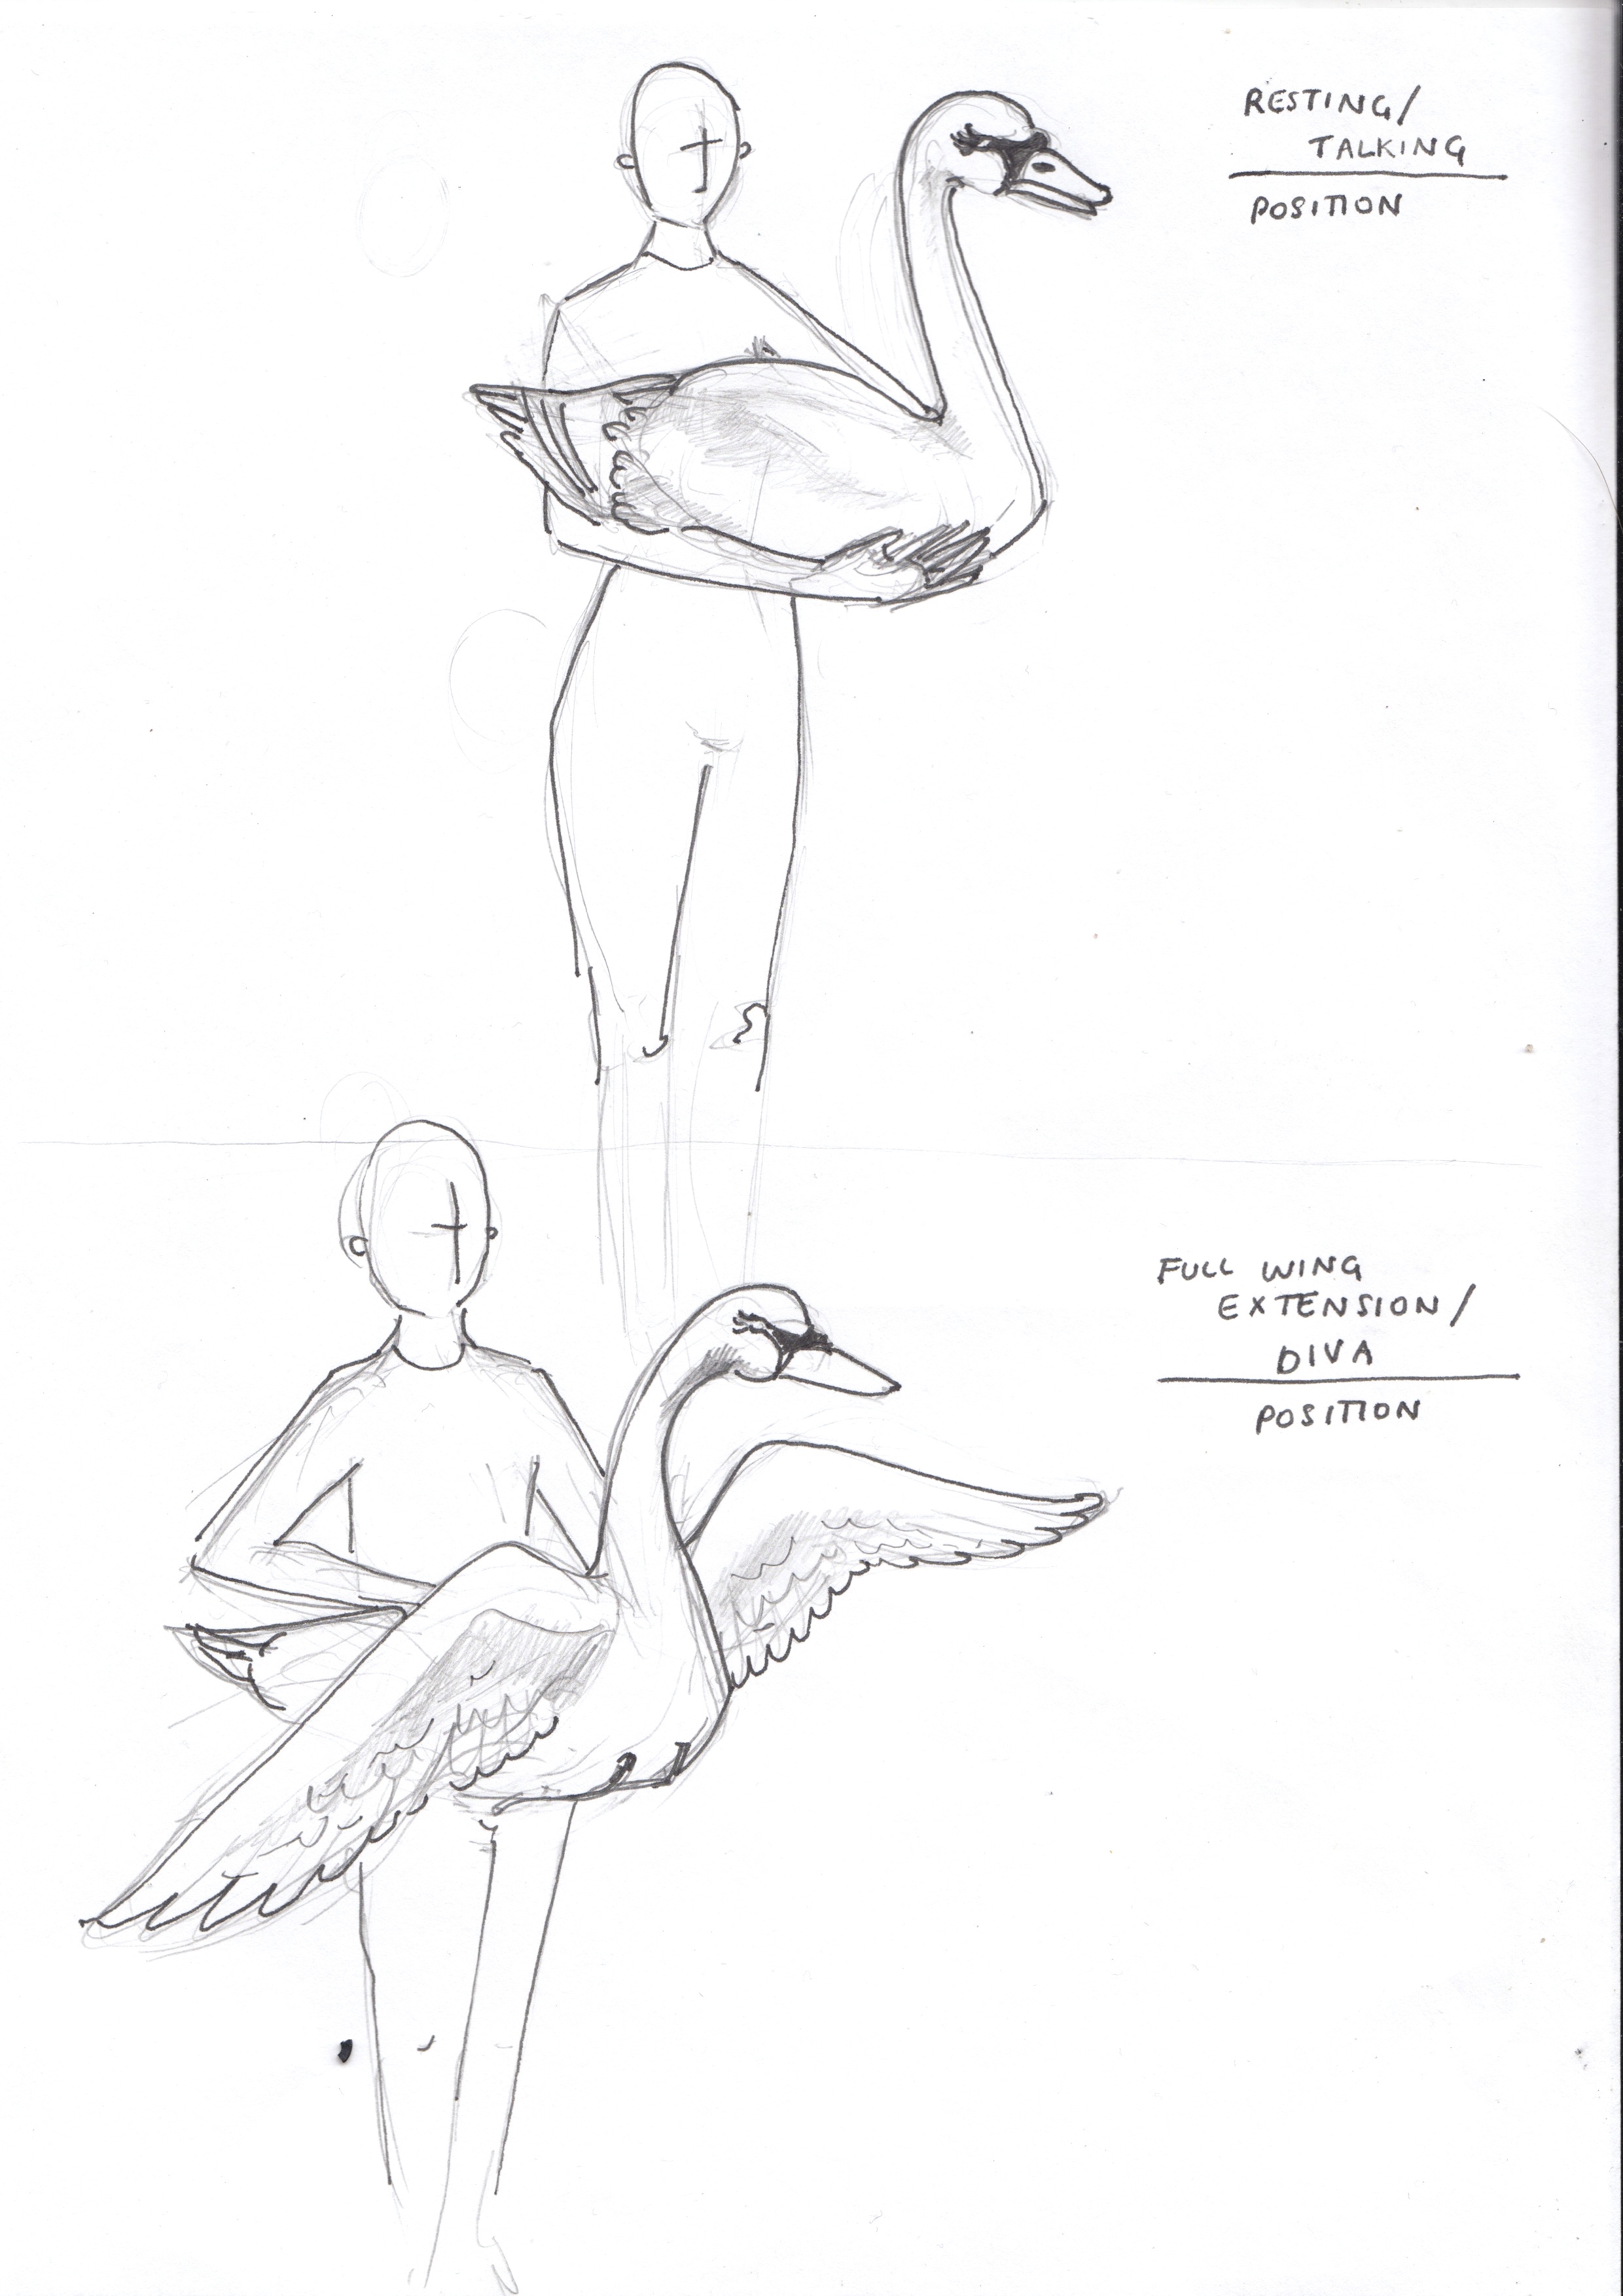 RESTING/
TALKING
POSITION
FULL WING
EXTENSION/
DIVA
POSITION